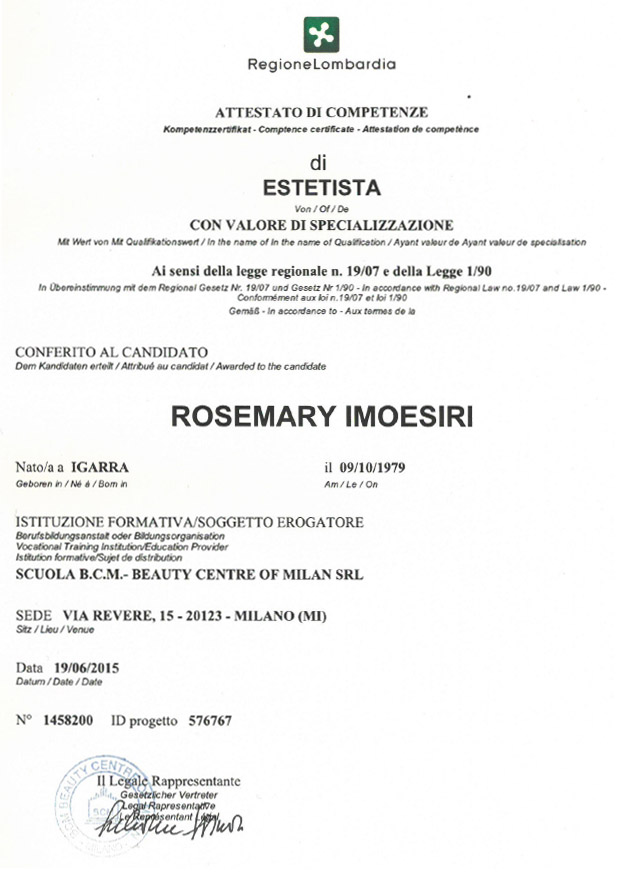 RegioneLombardia
ATTESTATO DI COMPETENZE
Kompetenzzertifikat - Comptence certificate - Attestation de competènce
di
ESTETISTA
Von / Of / De
CON VALORE DI SPECIALIZZAZIONE
Mit Wert von Mit Qualifikationswert / In the name of In the name of Qualification / Ayant valeur de Ayant valeur de specialisation
Ai sensi della legge regionale n. 19/07 e della Legge 1/90
In Übereinstimmung mit dem Regional Gesetz Nr. 19/07 und Gesetz Nr 1/90 - In accordance with Regional Law no.19/07 and Law 1/90 -
Conformément aux loi n.19/07 et loi 1/90
Gemäß - In accordance to - Aux termes de la
CONFERITO AL CANDIDATO
Dem Kandidaten erteilt / Attribué au candidat / Awarded to the candidate
ROSEMARY IMOESIRI
Nato/a a IGARRA il 09/10/1979
Geboren in / Né é / Born in Am / Le / On
ISTITUZIONE FORMATIVA/SOGGETTO EROGATORE
Berufsbildungsanstalt oder Bildungsorganisation
Vocational Training Institution/Education Provider
Istitution formative/Sujet de distribution
SCUOLA B.C.M.- BEAUTY CENTRE OF MILAN SRL
SEDE VIA REVERE, 15 - 20123 - MILANO (MI)
Sitz / Lieu / Venue
Data 19/06/2015
Datum / Date / Date
N° 1458200 ID progetto 576767
Il Legale Rappresentante
Gesetzlicher Vertreter
Legal Rapresentative
Le Représentant Légal
BCM BEAUTY CENTRE